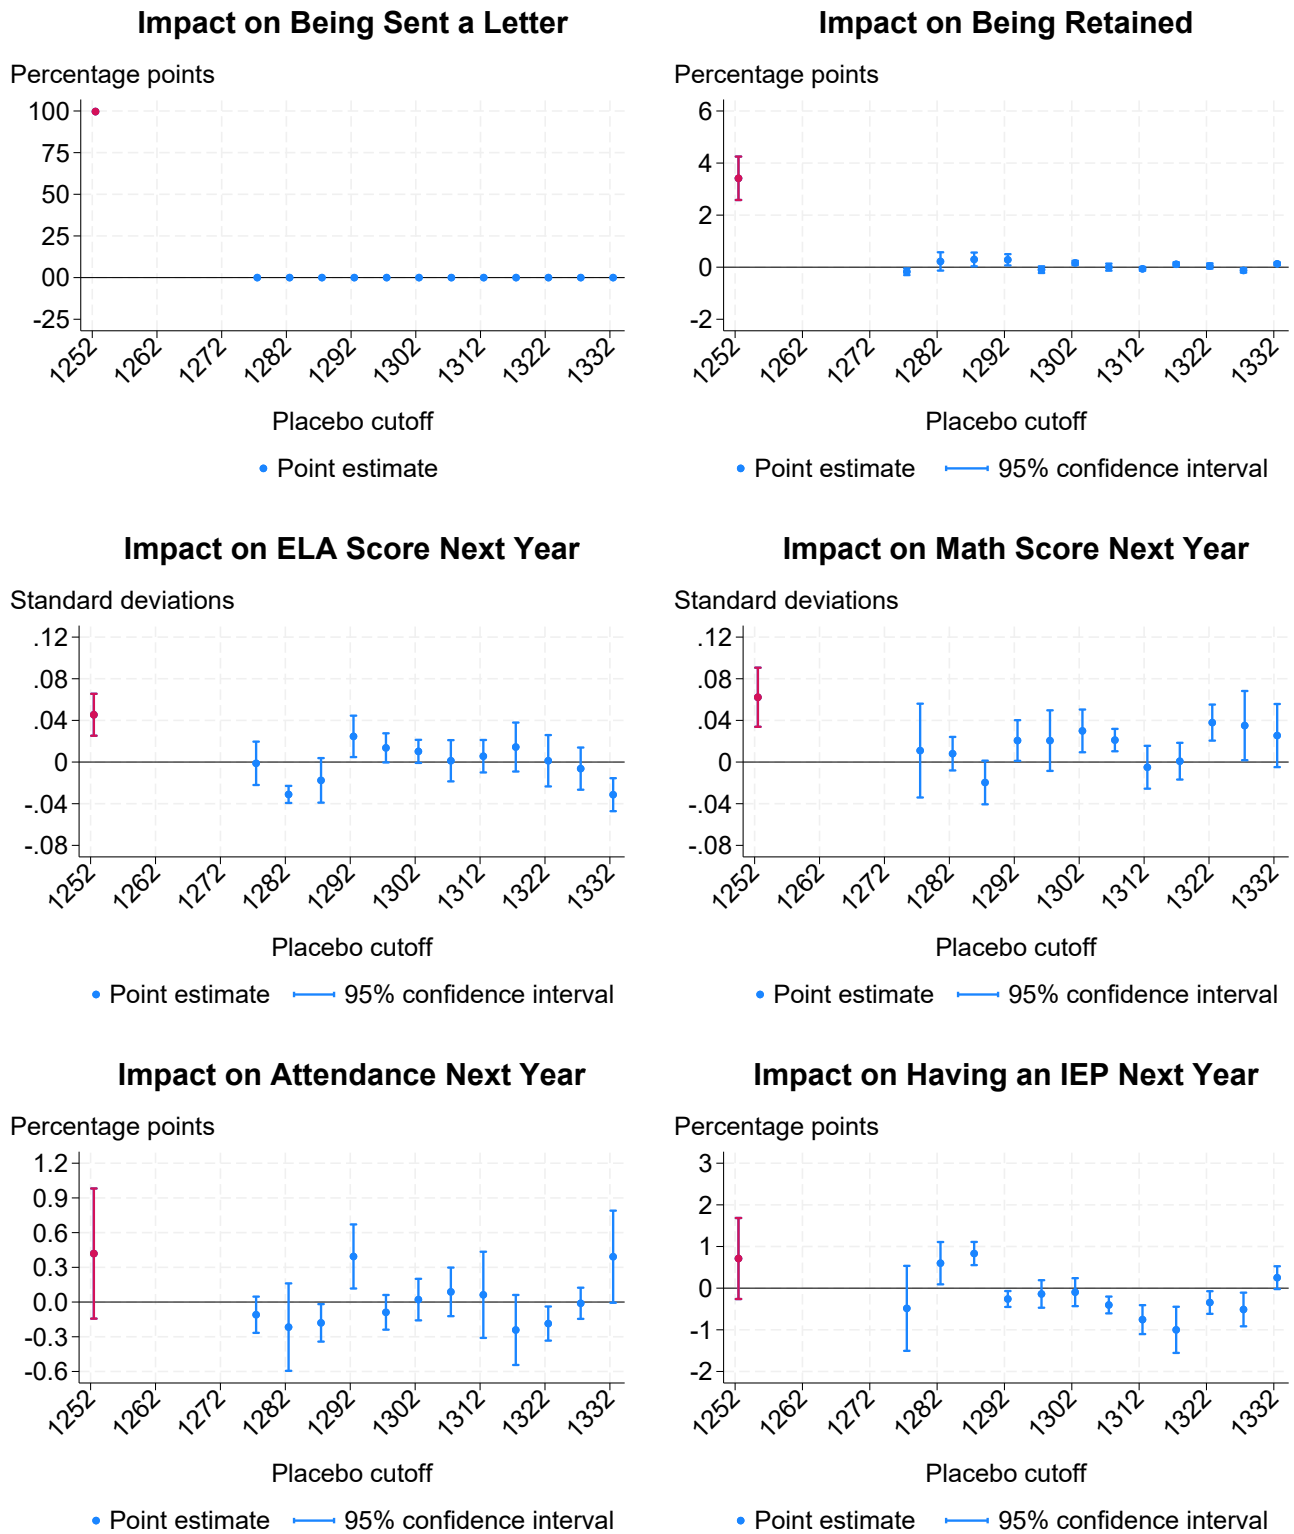 Impact on Being Sent a Letter
Percentage points
100
75
50
25
00
-25
1252 1262 1272 1282 1292 1302 1312 1322 1332
Placebo cutoff
Point estimate
Impact on Being Retained
Percentage points
6
4
2
0
-2
1252 1262 1272 1282 1292 1302 1312 1322 1332
Placebo cutoff
Point estimate 95% confidence interval
Impact on ELA Score Next Year
Standard deviations
.12
.08
.04
0
-.04
-.08
1252 1262 1272 1282 1292 1302 1312 1322 1332
Placebo cutoff
Point estimate 95% confidence interval
Impact on Math Score Next Year
Standard deviations
.12
.08
.04
0
-.04
-.08
1252 1262 1272 1282 1292 1302 1312 1322 1332
Placebo cutoff
Point estimate 95% confidence interval
Impact on Attendance Next Year
Percentage points
1.2
0.9
0.6
0.3
0.0
-0.3
-0.6
1252 1262 1272 1282 1292 1302 1312 1322 1332
Placebo cutoff
Point estimate 95% confidence interval
Impact on Having an IEP Next Year
Percentage points
3
2
1
0
-1
-2
1252 1262 1272 1282 1292 1302 1312 1322 1332
Placebo cutoff
Point estimate 95% confidence interval